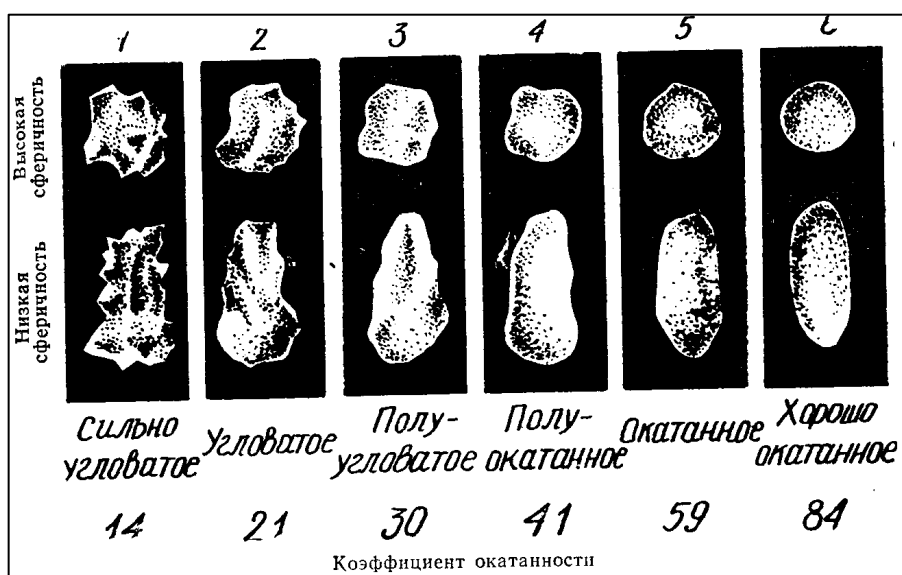 1 2 3 4 5 6
Высокая
сферичность
Низкая
сферичность
Сильно
угловатое
Угловатое
Полу-
угловатое
Полу-
окатанное
Окатанное
Хорошо
окатанное
14 21 30 41 59 84
Коэффициент окатанности